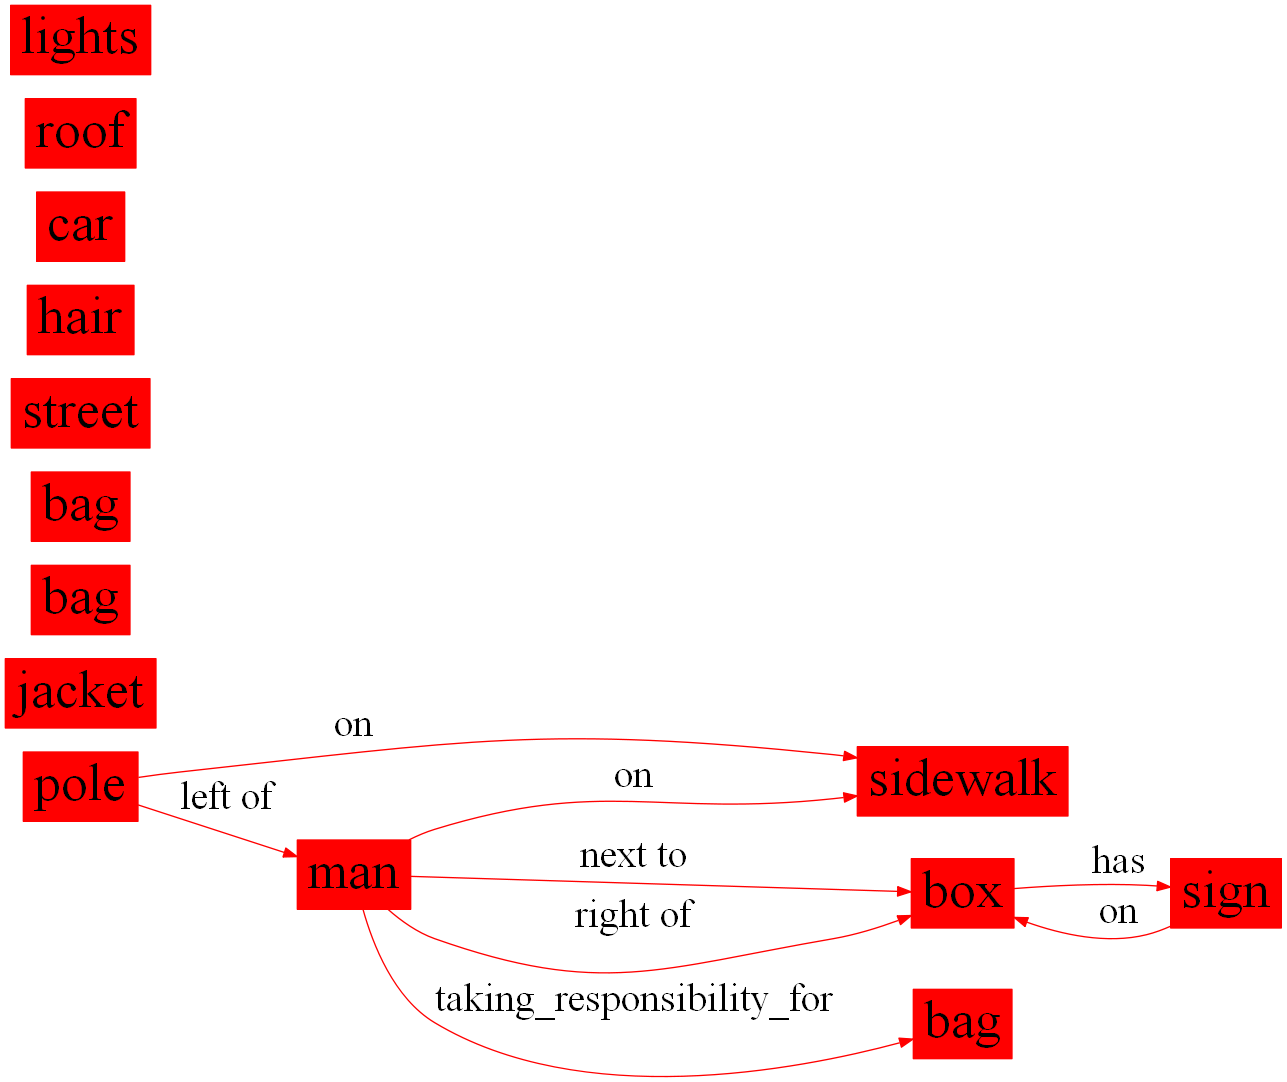 lights
roof
car
hair
street
bag
bag
jacket
on
pole
left of
on
sidewalk
man
next to
right of
box
has
on
sign
taking_responsibility_for
bag